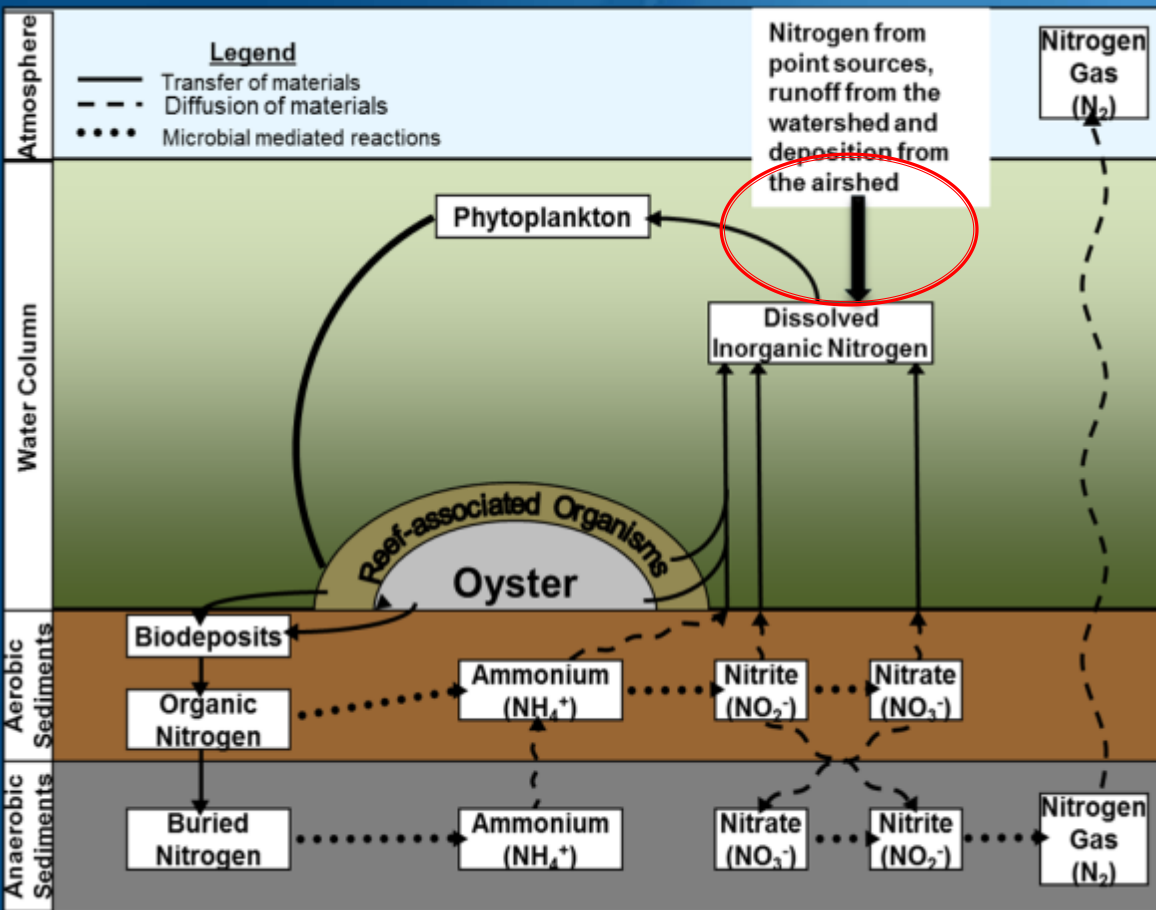 Atmosphere
Legend
Transfer of materials
Diffusion of materials
Microbial mediated reactions
Nitrogen from
point sources,
runoff from the
watershed and
deposition from
the airshed
Nitrogen
Gas
(N₂)
Water Column
Phytoplankton
Dissolved
Inorganic Nitrogen
Reef-associated Organisms
Oyster
Aerobic
Sediments
Biodeposits
Organic
Nitrogen
Ammonium
(NH₄⁺)
Nitrite
(NO₂⁻)
Nitrate
(NO₃⁻)
Anaerobic
Sediments
Buried
Nitrogen
Ammonium
(NH₄⁺)
Nitrate
(NO₃⁻)
Nitrite
(NO₂⁻)
Nitrogen
Gas
(N₂)